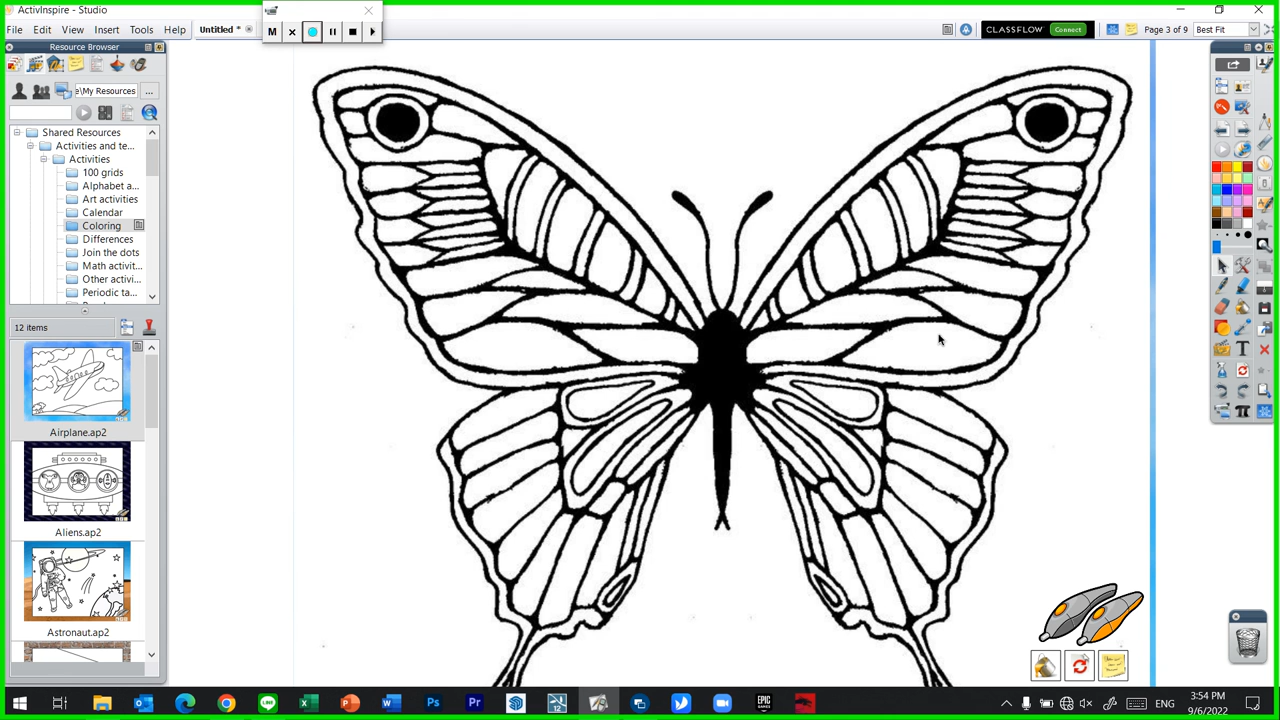 ActivInspire - Studio
File Edit View Insert Tools Help Untitled *
M
CLASSFLOW Connect
Page 3 of 9 Best Fit
Resource Browser
e\My Resources ...
Shared Resources
Activities and te...
Activities
100 grids
Alphabet a...
Art activities
Calendar
Coloring
Differences
Join the dots
Math activit...
Other activi...
Periodic ta...
12 items
Airplane.ap2
Aliens.ap2
Astronaut.ap2
ENG
3:54 PM
9/6/2022